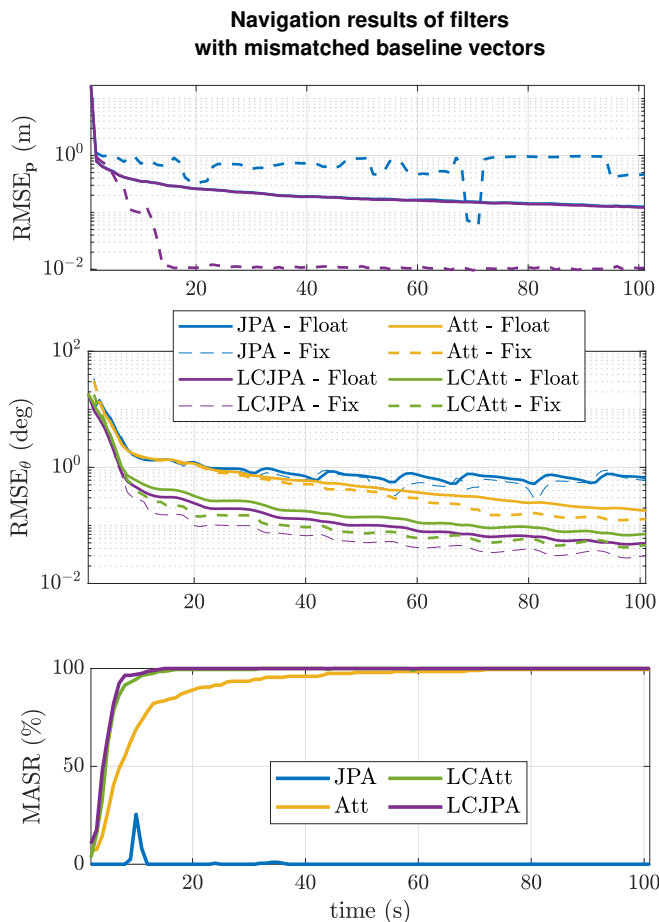 Navigation results of filters
with mismatched baseline vectors
RMSE_p (m)
10^0
10^-2
20 40 60 80 100
JPA - Float Att - Float
JPA - Fix Att - Fix
LCJPA - Float LCAtt - Float
LCJPA - Fix LCAtt - Fix
RMSE_θ (deg)
10^2
10^0
10^-2
20 40 60 80 100
MASR (%)
100
50
0
JPA LCAtt
Att LCJPA
20 40 60 80 100
time (s)